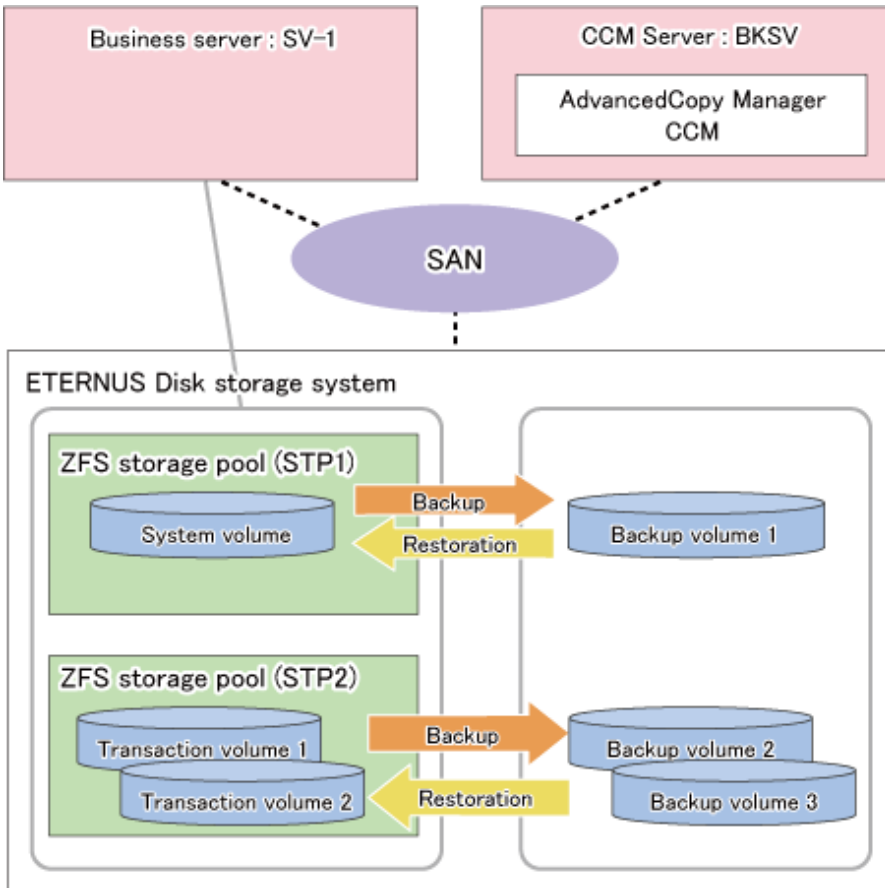 Business server : SV-1
CCM Server : BKSV
AdvancedCopy Manager
CCM
SAN
ETERNUS Disk storage system
ZFS storage pool (STP1)
System volume
Backup
Restoration
Backup volume 1
ZFS storage pool (STP2)
Transaction volume 1
Transaction volume 2
Backup
Restoration
Backup volume 2
Backup volume 3